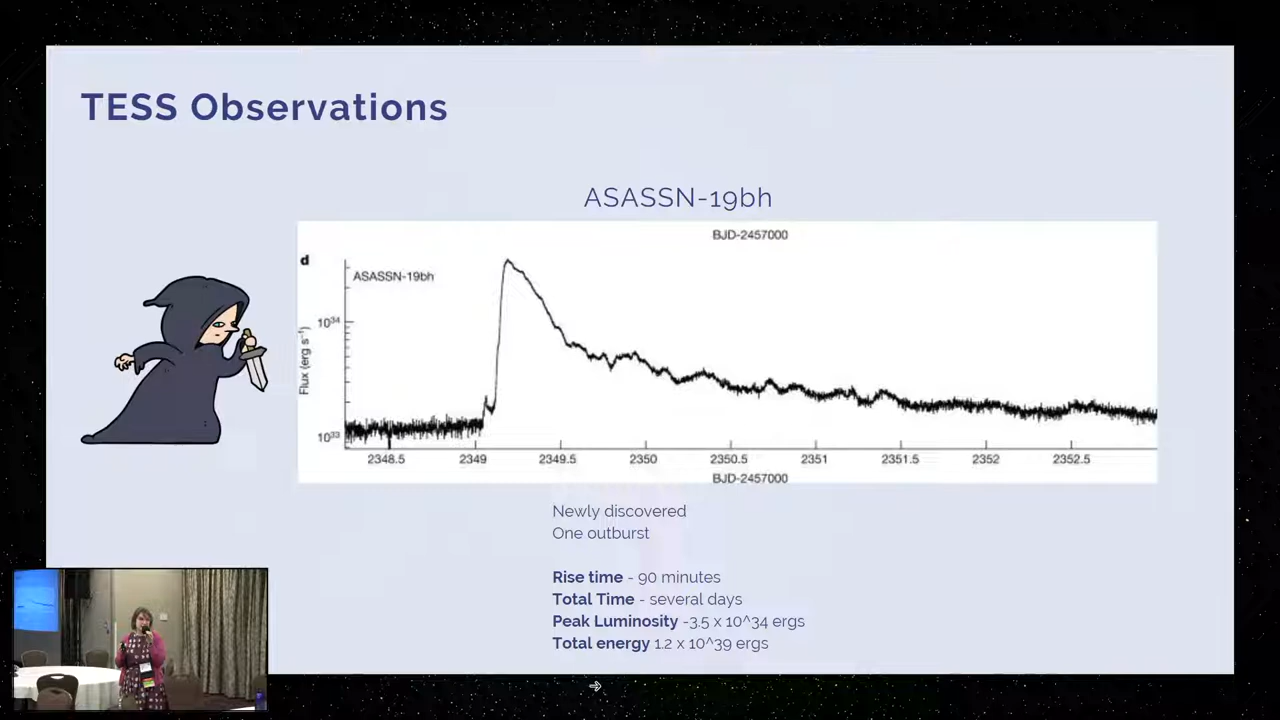 TESS Observations
ASASSN-19bh
BJD-2457000
d
ASASSN-19bh
10^34
Flux (erg s^-1)
10^33
2348.5 2349 2349.5 2350 2350.5 2351 2351.5 2352 2352.5
BJD-2457000
Newly discovered
One outburst
Rise time - 90 minutes
Total Time - several days
Peak Luminosity -3.5 x 10^34 ergs
Total energy 1.2 x 10^39 ergs